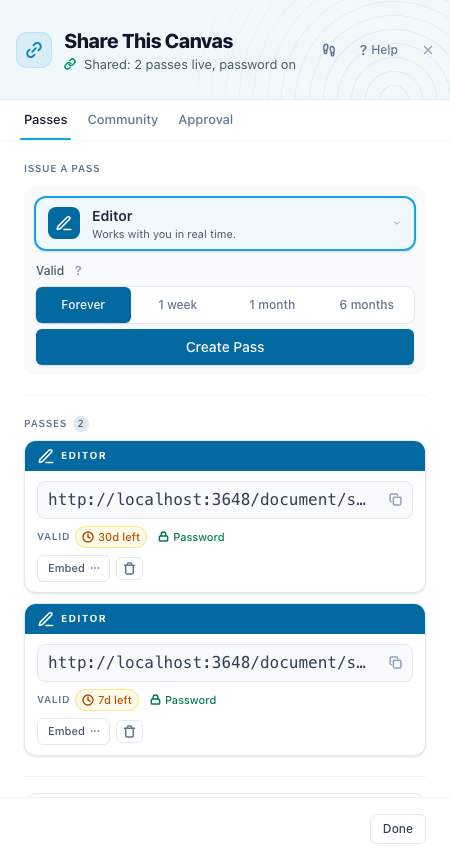 Share This Canvas
Shared: 2 passes live, password on
? Help
Passes
Community
Approval
ISSUE A PASS
Editor
Works with you in real time.
Valid ?
Forever
1 week
1 month
6 months
Create Pass
PASSES 2
EDITOR
http://localhost:3648/document/s…
VALID 30d left Password
Embed ···
EDITOR
http://localhost:3648/document/s…
VALID 7d left Password
Embed ···
Done